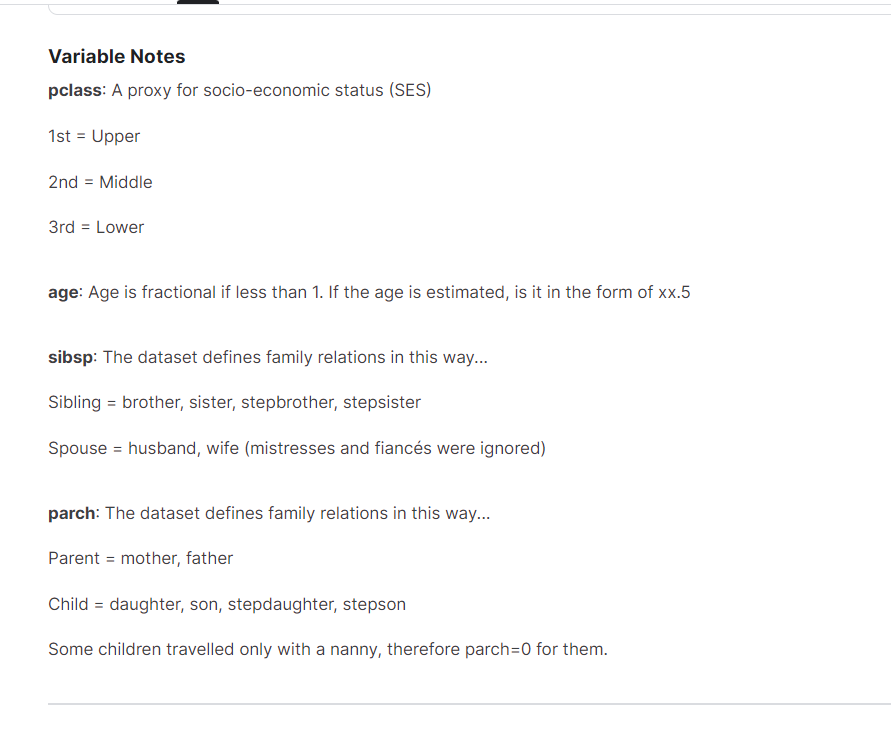 Variable Notes
pclass: A proxy for socio-economic status (SES)
1st = Upper
2nd = Middle
3rd = Lower
age: Age is fractional if less than 1. If the age is estimated, is it in the form of xx.5
sibsp: The dataset defines family relations in this way...
Sibling = brother, sister, stepbrother, stepsister
Spouse = husband, wife (mistresses and fiancés were ignored)
parch: The dataset defines family relations in this way...
Parent = mother, father
Child = daughter, son, stepdaughter, stepson
Some children travelled only with a nanny, therefore parch=0 for them.